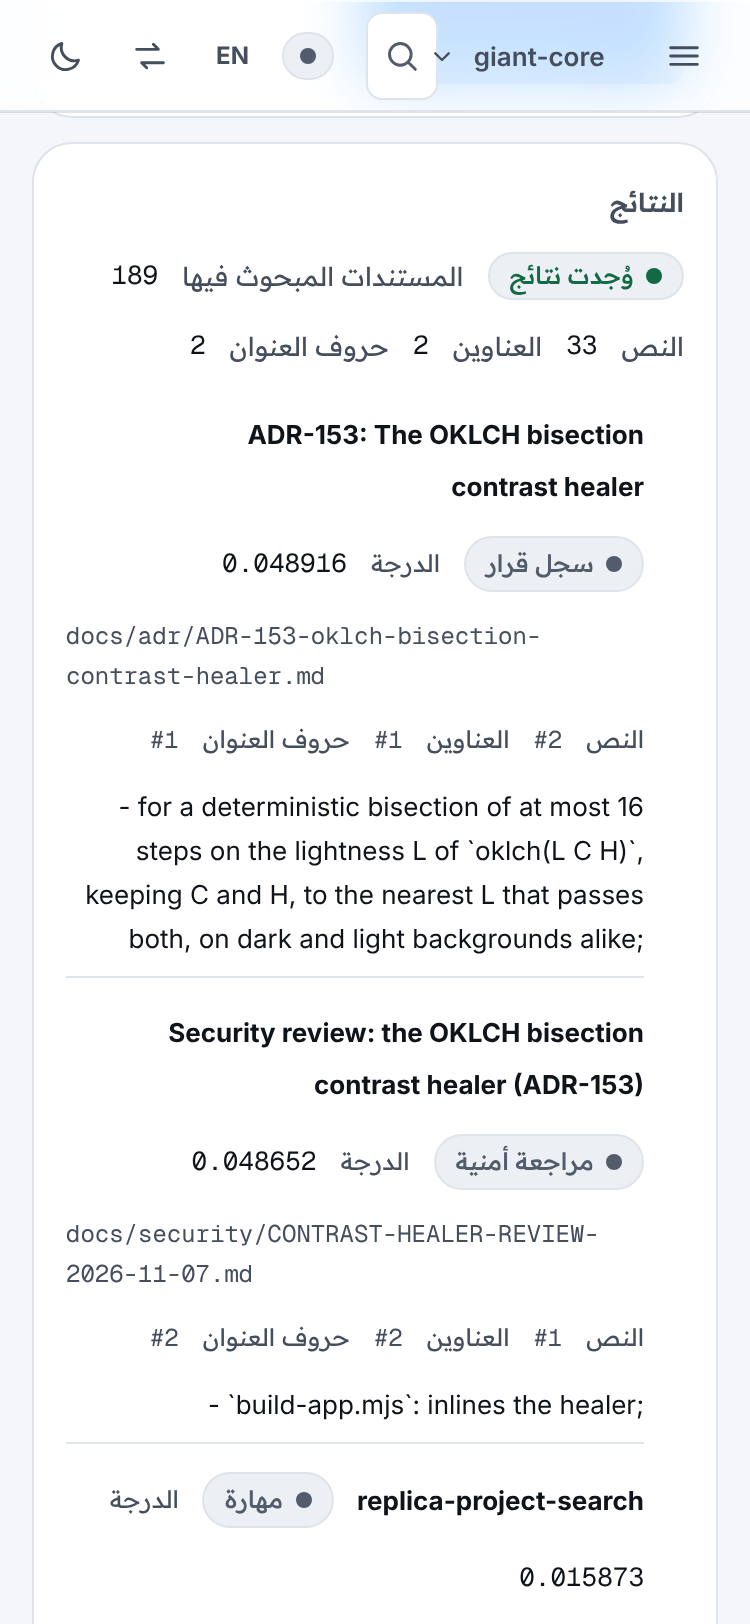 EN
giant-core
النتائج
وُجدت نتائج المستندات المبحوث فيها 189
النص 33 العناوين 2 حروف العنوان 2
ADR-153: The OKLCH bisection
contrast healer
سجل قرار الدرجة 0.048916
docs/adr/ADR-153-oklch-bisection-
contrast-healer.md
النص #2 العناوين #1 حروف العنوان #1
- for a deterministic bisection of at most 16
steps on the lightness L of `oklch(L C H)`,
keeping C and H, to the nearest L that passes
both, on dark and light backgrounds alike;
Security review: the OKLCH bisection
contrast healer (ADR-153)
مراجعة أمنية الدرجة 0.048652
docs/security/CONTRAST-HEALER-REVIEW-
2026-11-07.md
النص #1 العناوين #2 حروف العنوان #2
- `build-app.mjs`: inlines the healer;
replica-project-search مهارة الدرجة
0.015873